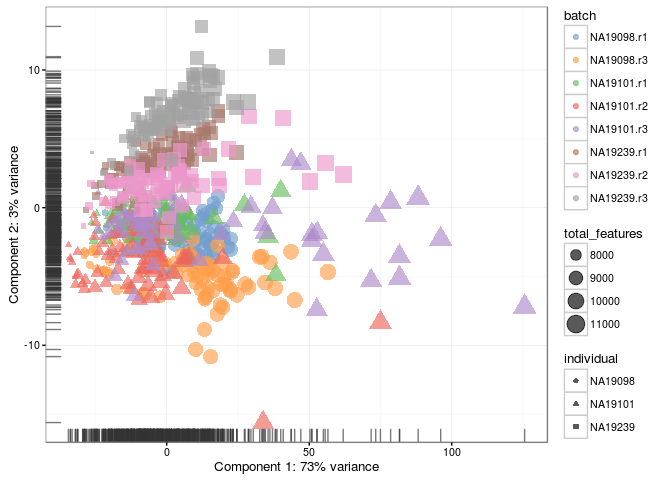 10
0
-10
Component 2: 3% variance
0
50
100
Component 1: 73% variance
batch
NA19098.r1
NA19098.r3
NA19101.r1
NA19101.r2
NA19101.r3
NA19239.r1
NA19239.r2
NA19239.r3
total_features
8000
9000
10000
11000
individual
NA19098
NA19101
NA19239